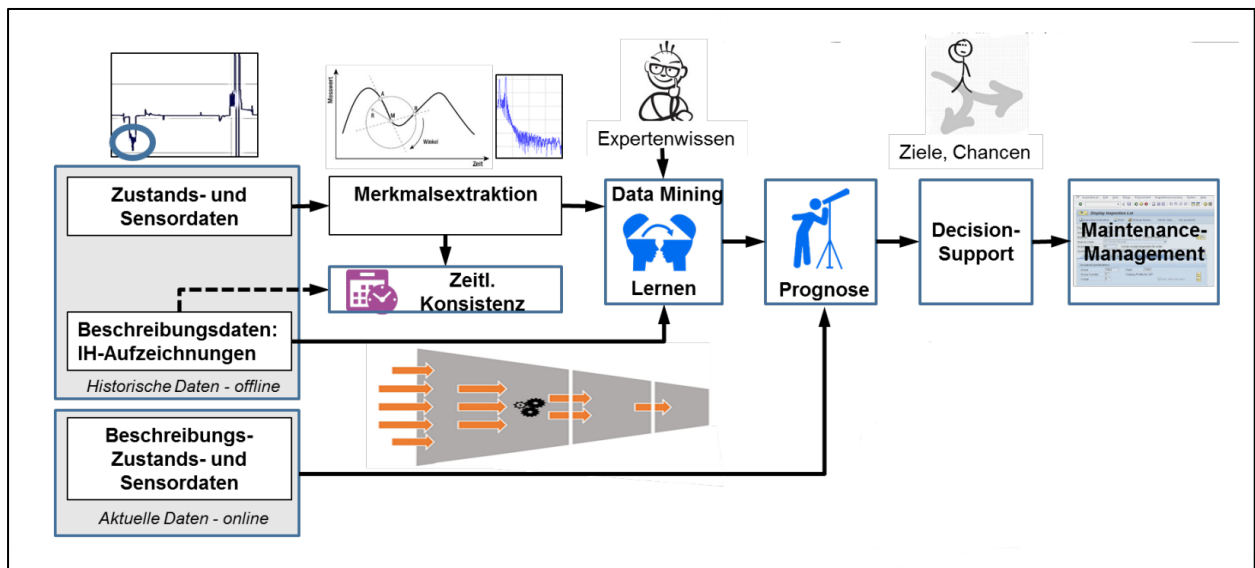 Messwert
A
R
M
B
Winkel
Zeit
Expertenwissen
Ziele, Chancen
Zustands- und
Sensordaten
Merkmalsextraktion
Data Mining
Lernen
Prognose
Decision-
Support
Maintenance-
Management
Zeitl.
Konsistenz
Beschreibungsdaten:
IH-Aufzeichnungen
Historische Daten - offline
Beschreibungs-
Zustands- und
Sensordaten
Aktuelle Daten - online